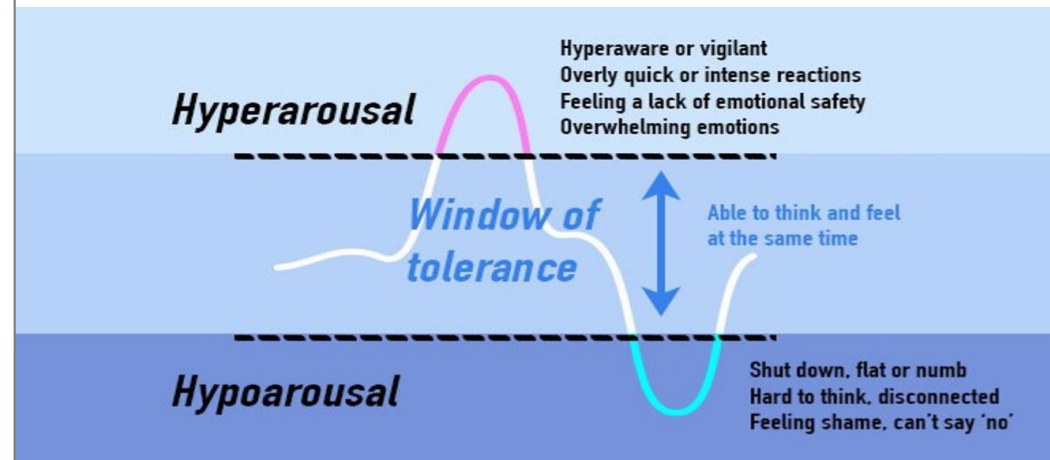 Hyperaware or vigilant
Overly quick or intense reactions
Feeling a lack of emotional safety
Overwhelming emotions
Hyperarousal
Window of
tolerance
Able to think and feel
at the same time
Hypoarousal
Shut down, flat or numb
Hard to think, disconnected
Feeling shame, can't say ‘no’